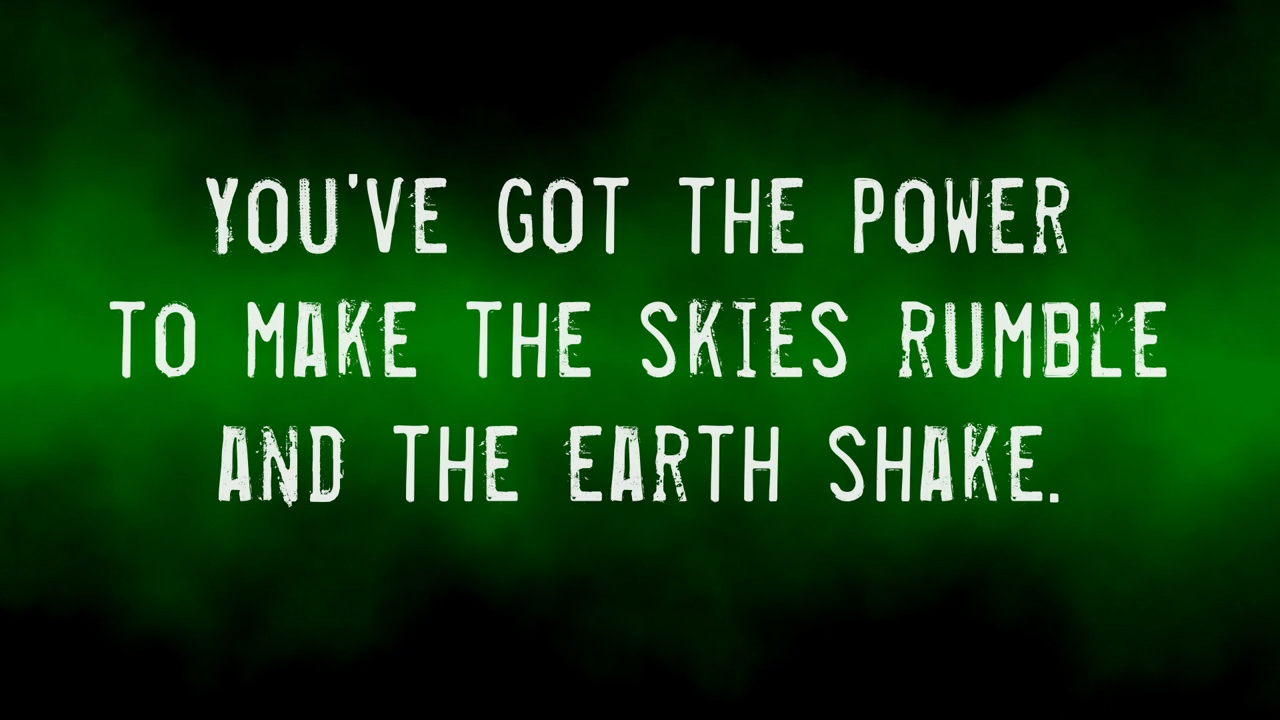 YOU'VE GOT THE POWER
TO MAKE THE SKIES RUMBLE
AND THE EARTH SHAKE.